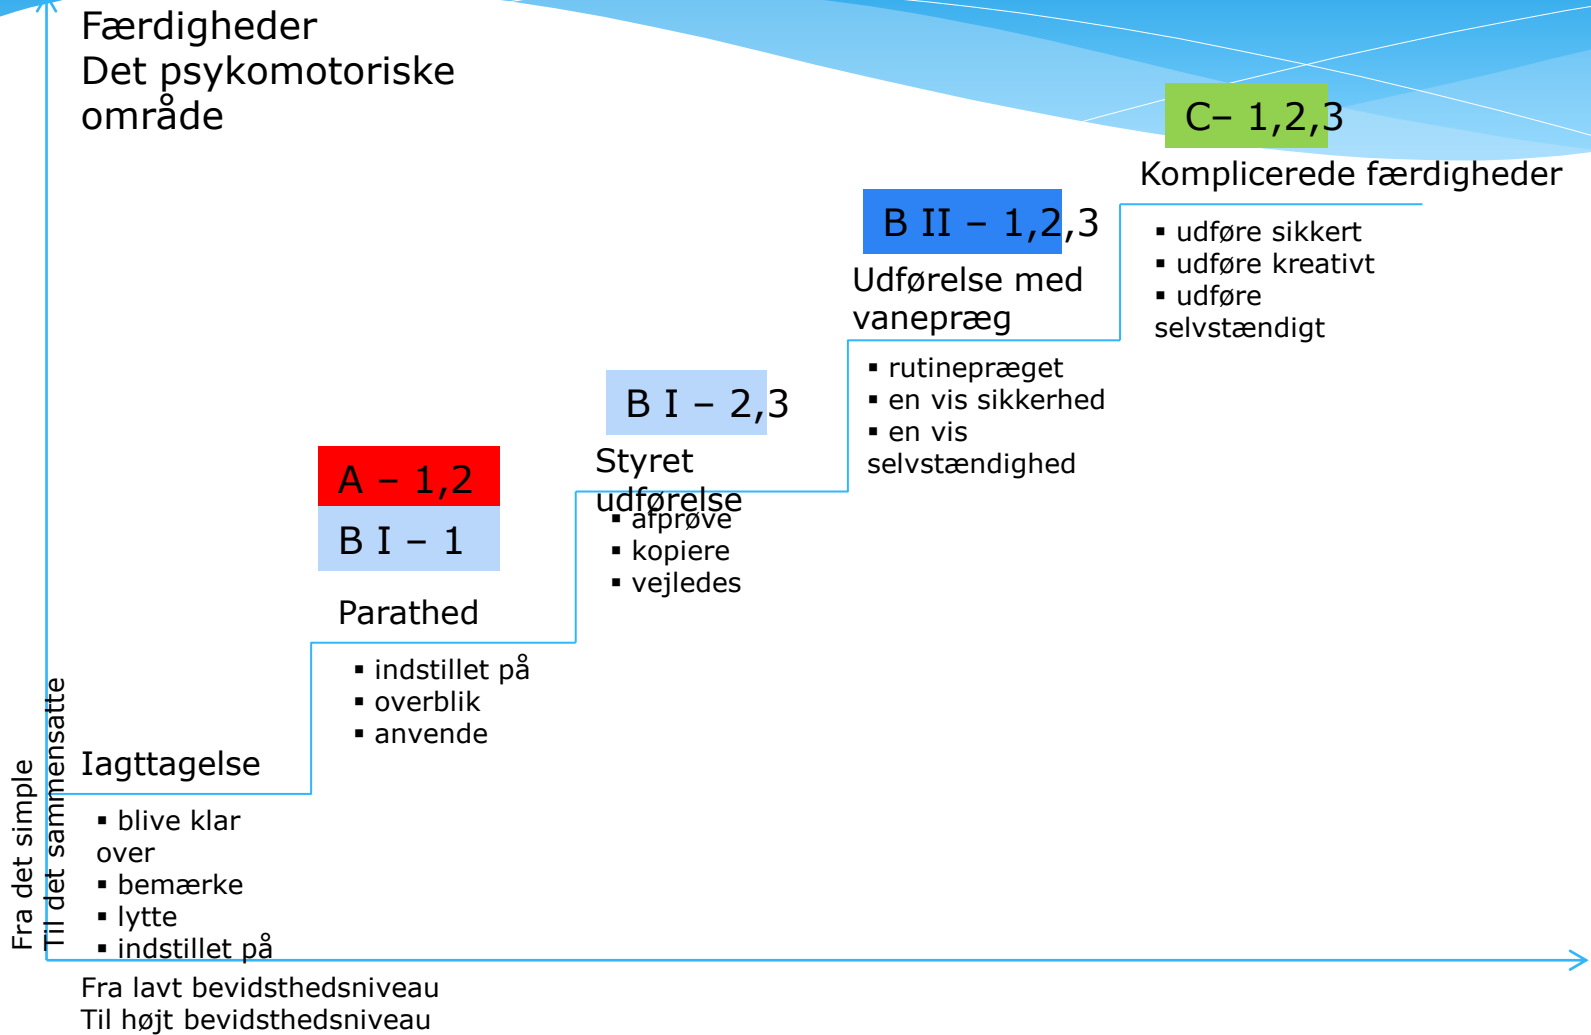 Færdigheder
Det psykomotoriske
område
C– 1,2,3
Komplicerede færdigheder
▪ udføre sikkert
▪ udføre kreativt
▪ udføre
selvstændigt
B II – 1,2,3
Udførelse med
vanepræg
▪ rutinepræget
▪ en vis sikkerhed
▪ en vis
selvstændighed
B I – 2,3
Styret
udførelse
▪ afprøve
▪ kopiere
▪ vejledes
A – 1,2
B I – 1
Parathed
▪ indstillet på
▪ overblik
▪ anvende
Iagttagelse
▪ blive klar
over
▪ bemærke
▪ lytte
▪ indstillet på
Fra det simple
Til det sammensatte
Fra lavt bevidsthedsniveau
Til højt bevidsthedsniveau